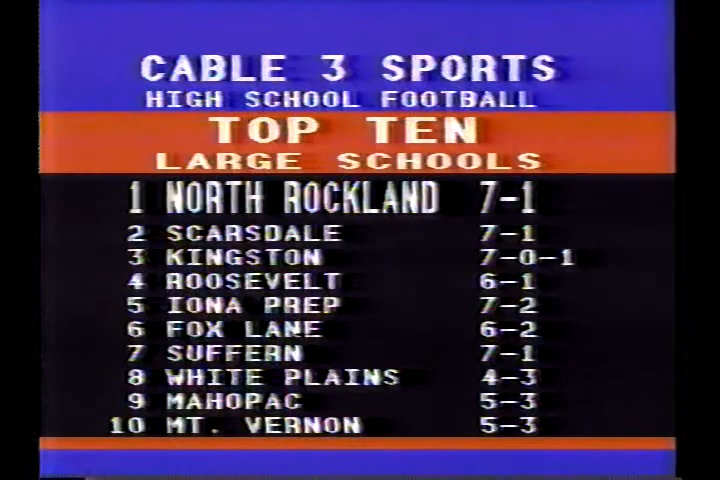 CABLE 3 SPORTS
HIGH SCHOOL FOOTBALL
TOP TEN
LARGE SCHOOLS
1 NORTH ROCKLAND 7-1
2 SCARSDALE 7-1
3 KINGSTON 7-0-1
4 ROOSEVELT 6-1
5 IONA PREP 7-2
6 FOX LANE 6-2
7 SUFFERN 7-1
8 WHITE PLAINS 4-3
9 MAHOPAC 5-3
10 MT. VERNON 5-3